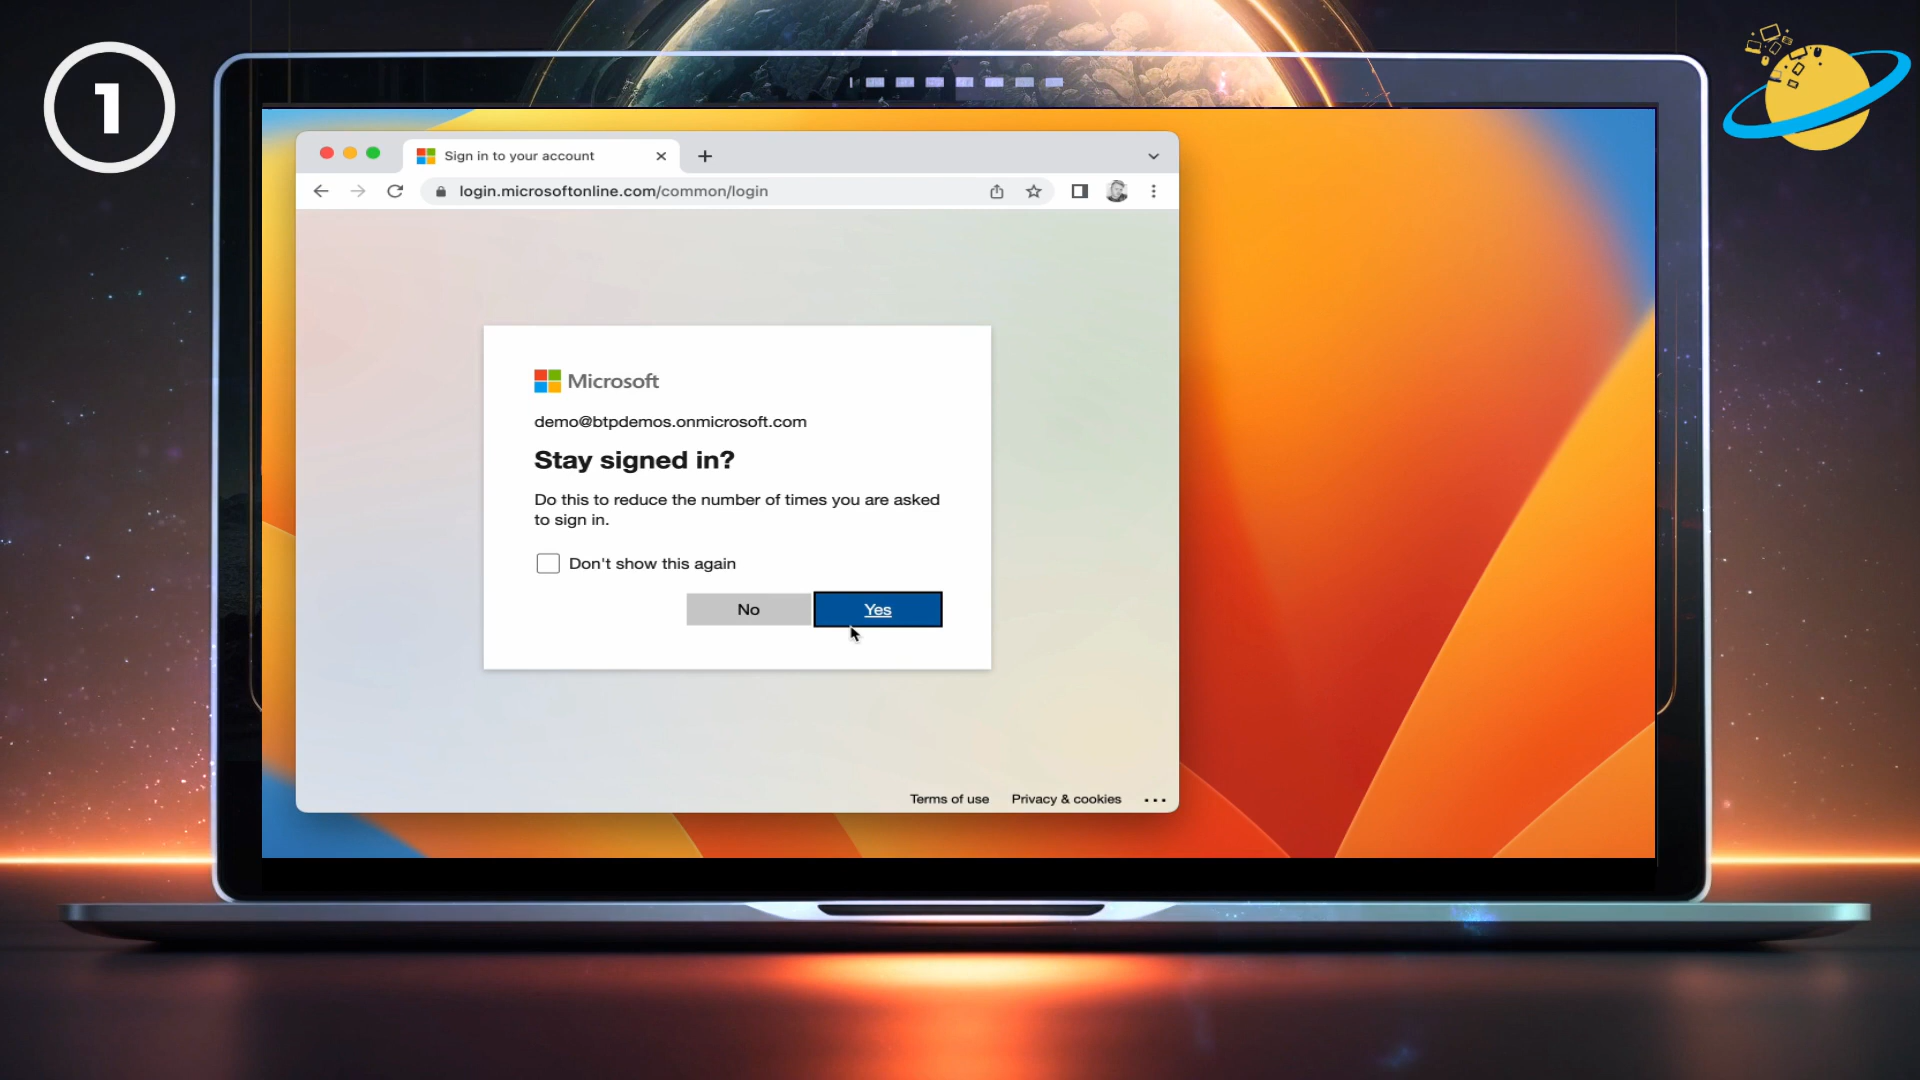 1
Sign in to your account
login.microsoftonline.com/common/login
Microsoft
demo@btpdemos.onmicrosoft.com
Stay signed in?
Do this to reduce the number of times you are asked
to sign in.
Don't show this again
No
Yes
Terms of use
Privacy & cookies